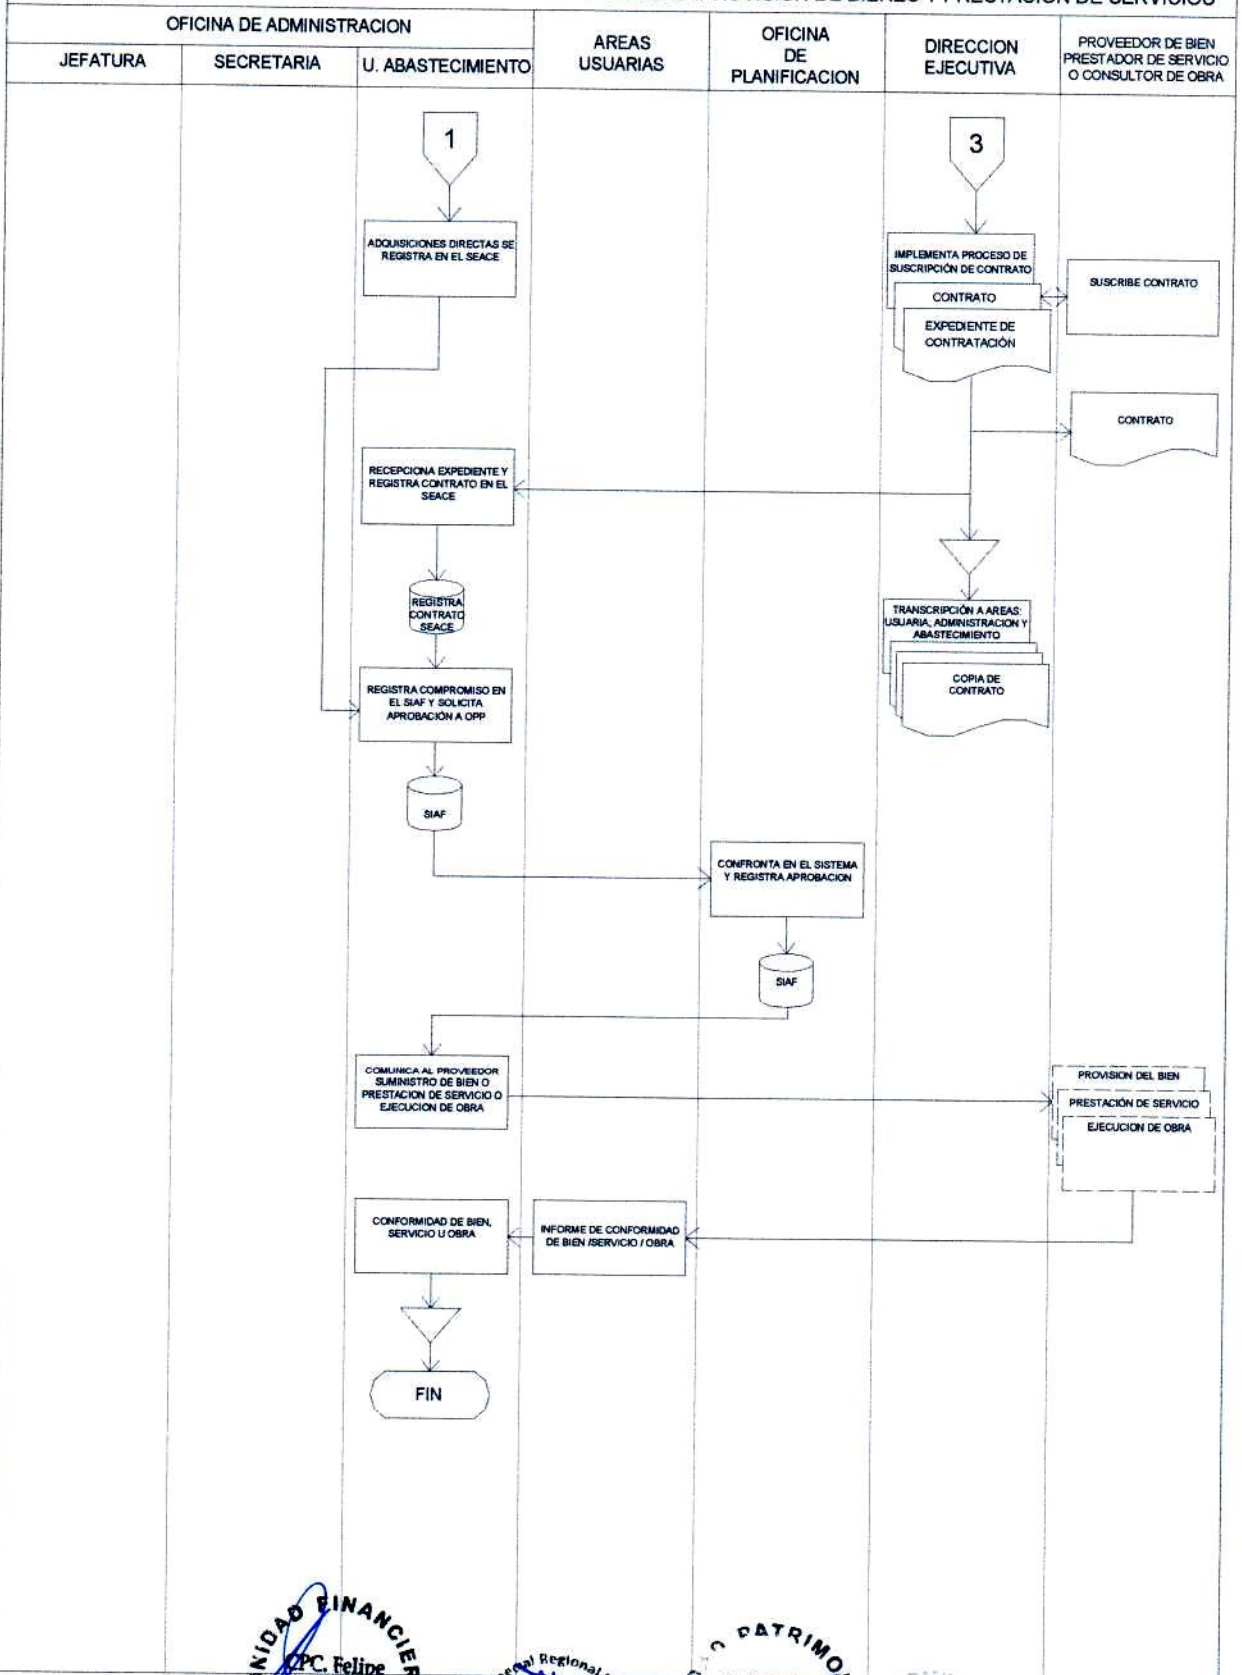 PROVISION DE BIENES Y PRESTACION DE SERVICIOS
OFICINA DE ADMINISTRACION
JEFATURA
SECRETARIA
U. ABASTECIMIENTO
AREAS
USUARIAS
OFICINA
DE
PLANIFICACION
DIRECCION
EJECUTIVA
PROVEEDOR DE BIEN
PRESTADOR DE SERVICIO
O CONSULTOR DE OBRA
1
3
ADQUISICIONES DIRECTAS SE
REGISTRA EN EL SEACE
IMPLEMENTA PROCESO DE
SUSCRIPCIÓN DE CONTRATO
CONTRATO
EXPEDIENTE DE
CONTRATACIÓN
SUSCRIBE CONTRATO
CONTRATO
RECEPCIONA EXPEDIENTE Y
REGISTRA CONTRATO EN EL
SEACE
REGISTRA
CONTRATO
SEACE
TRANSCRIPCIÓN A AREAS:
USUARIA, ADMINISTRACION Y
ABASTECIMIENTO
COPIA DE
CONTRATO
REGISTRA COMPROMISO EN
EL SIAF Y SOLICITA
APROBACIÓN A OPP
SIAF
CONFRONTA EN EL SISTEMA
Y REGISTRA APROBACION
SIAF
COMUNICA AL PROVEEDOR
SUMINISTRO DE BIEN O
PRESTACION DE SERVICIO O
EJECUCION DE OBRA
PROVISION DEL BIEN
PRESTACIÓN DE SERVICIO
EJECUCION DE OBRA
CONFORMIDAD DE BIEN,
SERVICIO U OBRA
INFORME DE CONFORMIDAD
DE BIEN /SERVICIO / OBRA
FIN
NIDAD FINANCIER
CPC. Felipe
Regional
PATRIMO